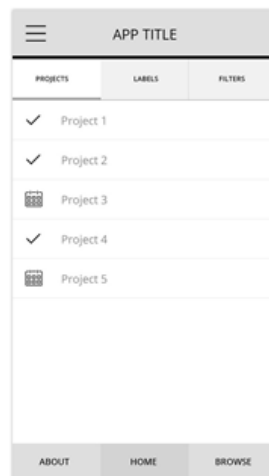 APP TITLE
PROJECTS LABELS FILTERS
Project 1
Project 2
Project 3
Project 4
Project 5
ABOUT HOME BROWSE